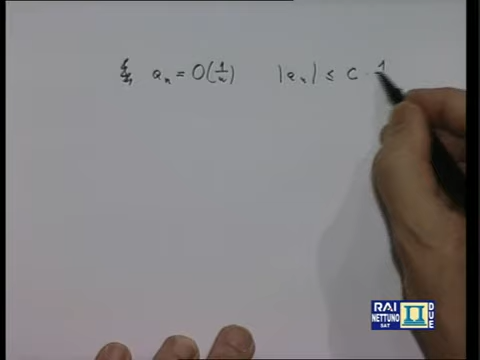 aₙ = O(1/n) |aₙ| ≤ C · 1
RAI
NETTUNO
SAT
DUE